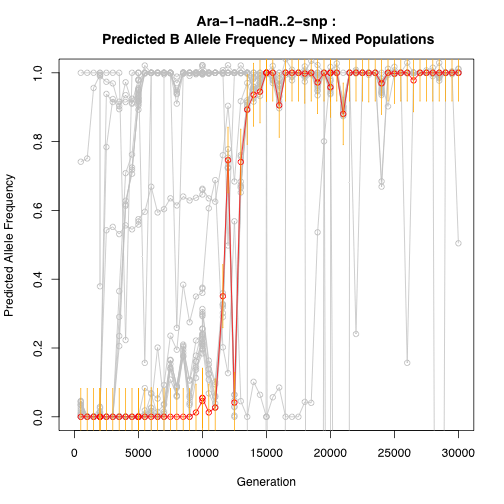 Ara−1−nadR..2−snp :
Predicted B Allele Frequency − Mixed Populations
Predicted Allele Frequency
1.0
0.8
0.6
0.4
0.2
0.0
0 5000 10000 15000 20000 25000 30000
Generation